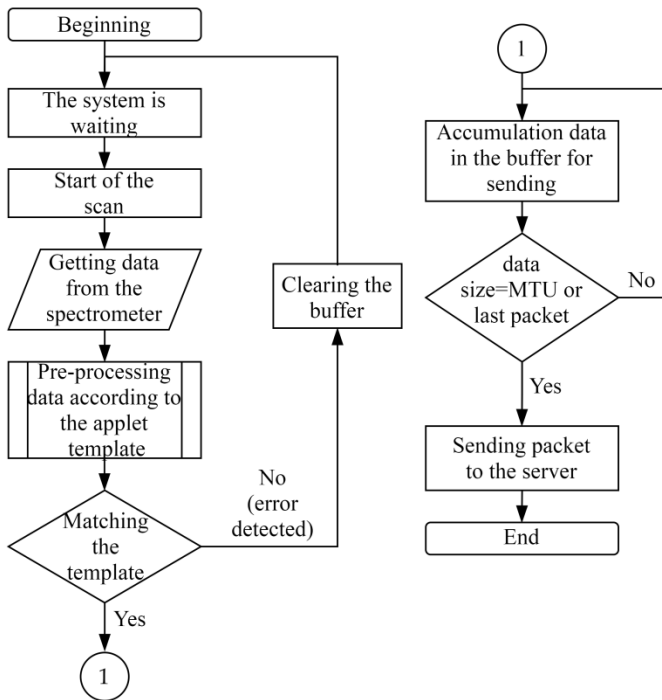 Beginning
The system is
waiting
Start of the
scan
Getting data
from the
spectrometer
Pre-processing
data according to
the applet
template
Matching
the
template
Yes
1
No
(error
detected)
Clearing the
buffer
1
Accumulation data
in the buffer for
sending
data
size=MTU or
last packet
No
Yes
Sending packet
to the server
End